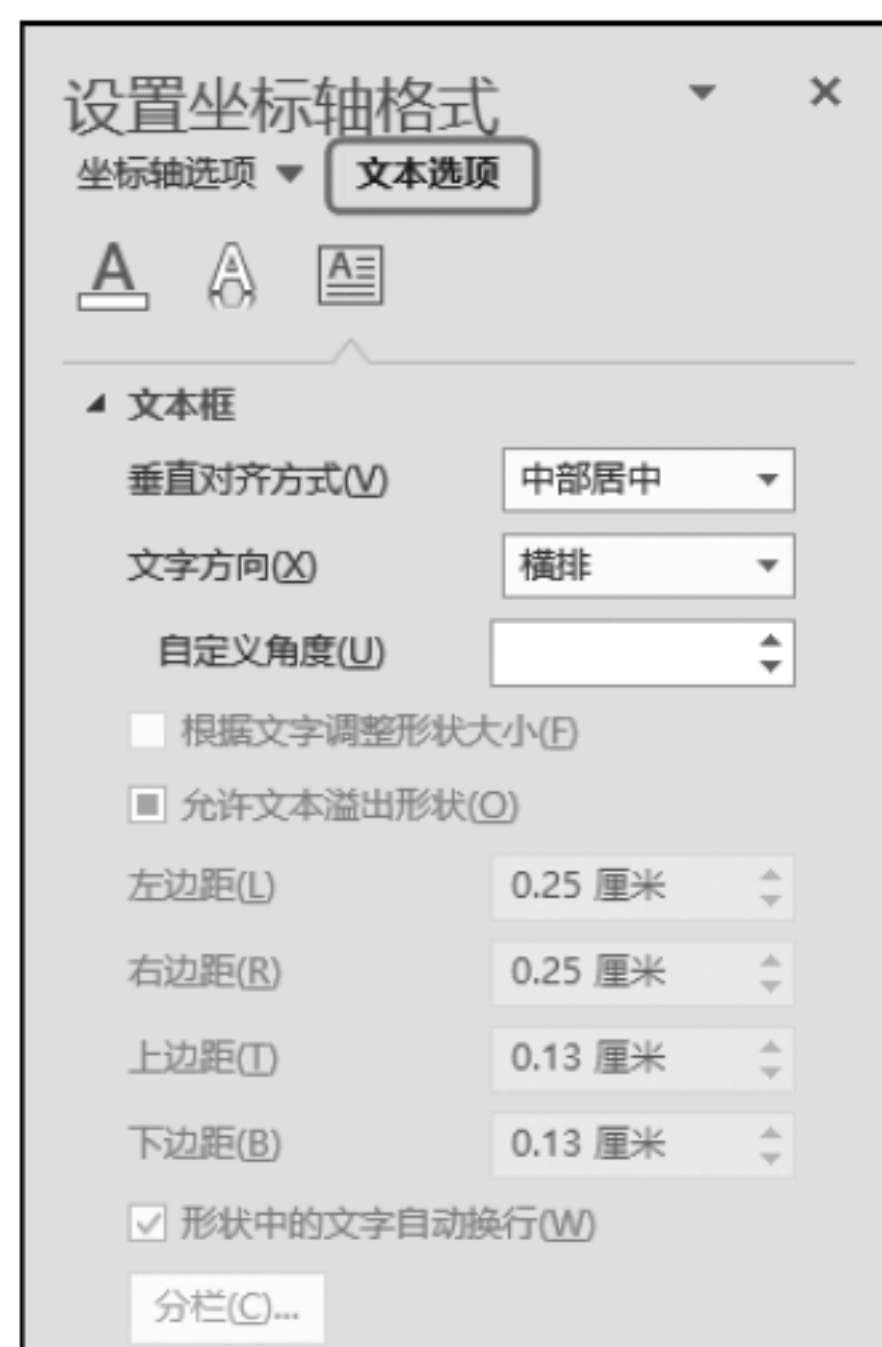 设置坐标轴格式
坐标轴选项 文本选项
文本框
垂直对齐方式(V) 中部居中
文字方向(X) 横排
自定义角度(U)
根据文字调整形状大小(F)
允许文本溢出形状(O)
左边距(L) 0.25 厘米
右边距(R) 0.25 厘米
上边距(T) 0.13 厘米
下边距(B) 0.13 厘米
形状中的文字自动换行(W)
分栏(C)...